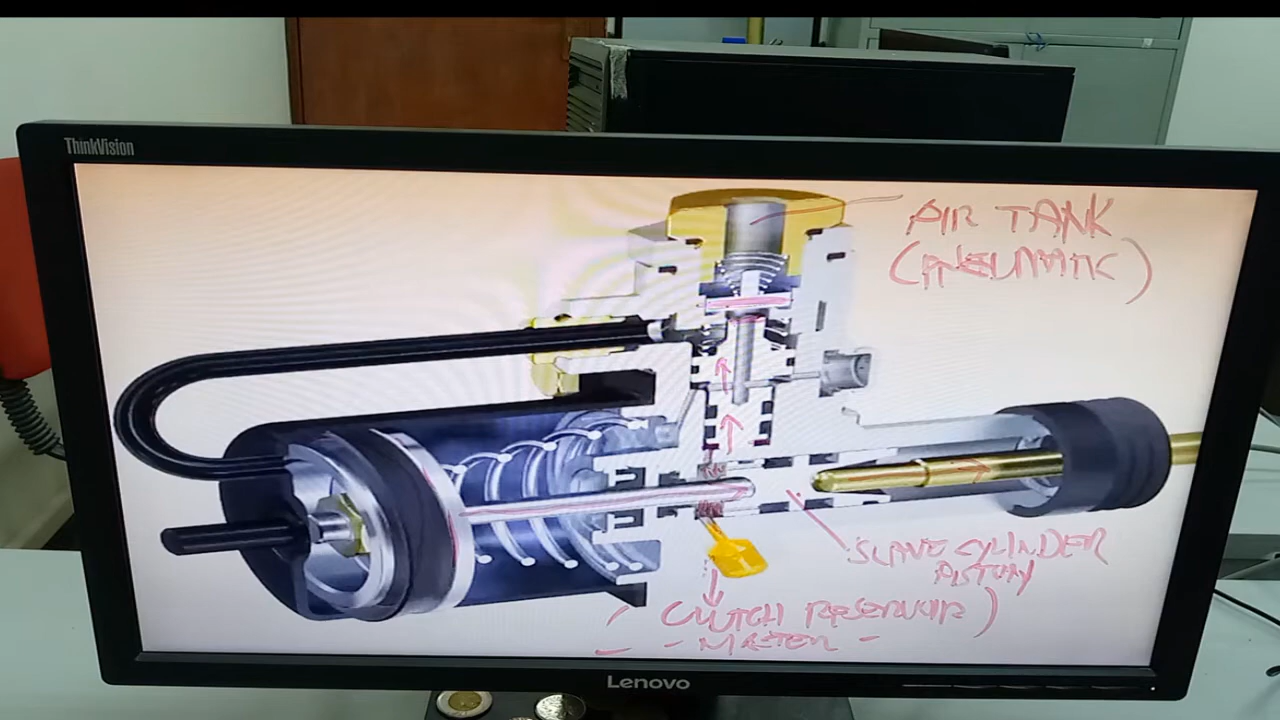 ThinkVision
AIR TANK
(PNEUMATIC)
SLAVE CYLINDER
PISTON
(CLUTCH RESERVOIR)
- MASTER -
Lenovo